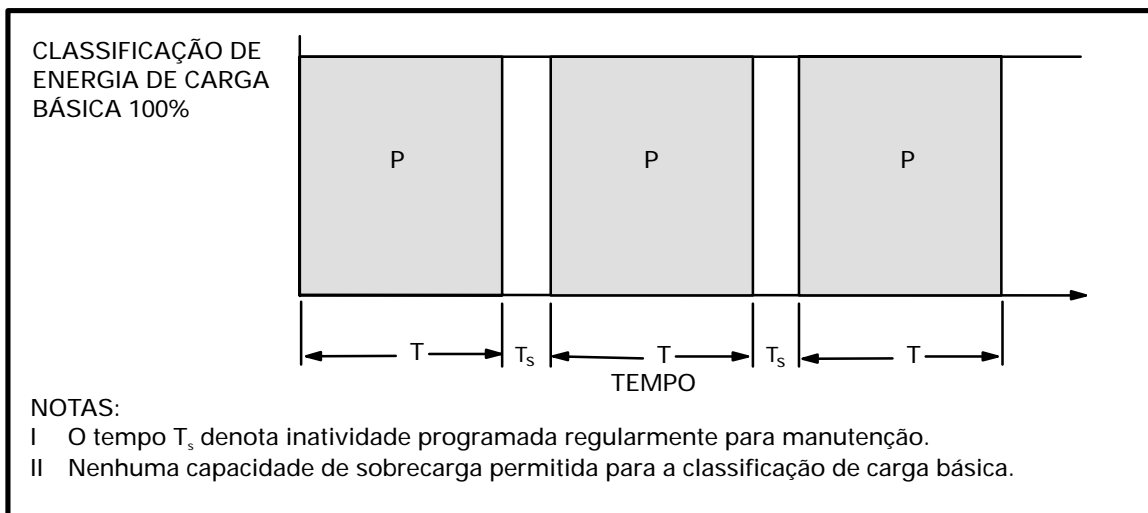 CLASSIFICAÇÃO DE
ENERGIA DE CARGA
BÁSICA 100%
P P P
T Tₛ T Tₛ T
TEMPO
NOTAS:
I O tempo Tₛ denota inatividade programada regularmente para manutenção.
II Nenhuma capacidade de sobrecarga permitida para a classificação de carga básica.